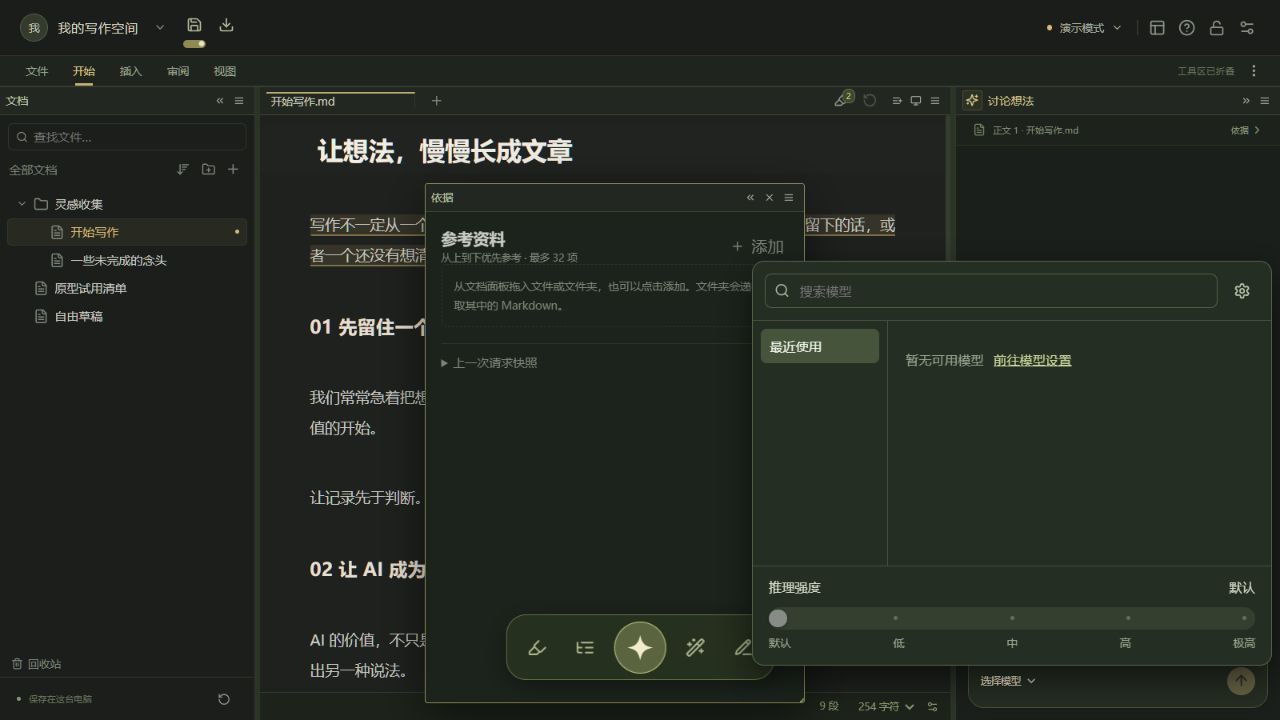 我 我的写作空间
演示模式
文件 开始 插入 审阅 视图
工具区已折叠
文档
查找文件...
全部文档
灵感收集
开始写作
一些未完成的念头
原型试用清单
自由草稿
回收站
保存在这台电脑
开始写作.md
2
让想法，慢慢长成文章
写作不一定从一个
留下的话，或
者一个还没有想清
01 先留住一个
我们常常急着把想
值的开始。
让记录先于判断。
02 让 AI 成为
AI 的价值，不只是
出另一种说法。
9 段 254 字符
依据
参考资料
添加
从上到下优先参考 · 最多 32 项
从文档面板拖入文件或文件夹，也可以点击添加。文件夹会递
取其中的 Markdown。
上一次请求快照
讨论想法
正文 1 · 开始写作.md
依据
搜索模型
最近使用
暂无可用模型 前往模型设置
推理强度
默认
默认 低 中 高 极高
选择模型